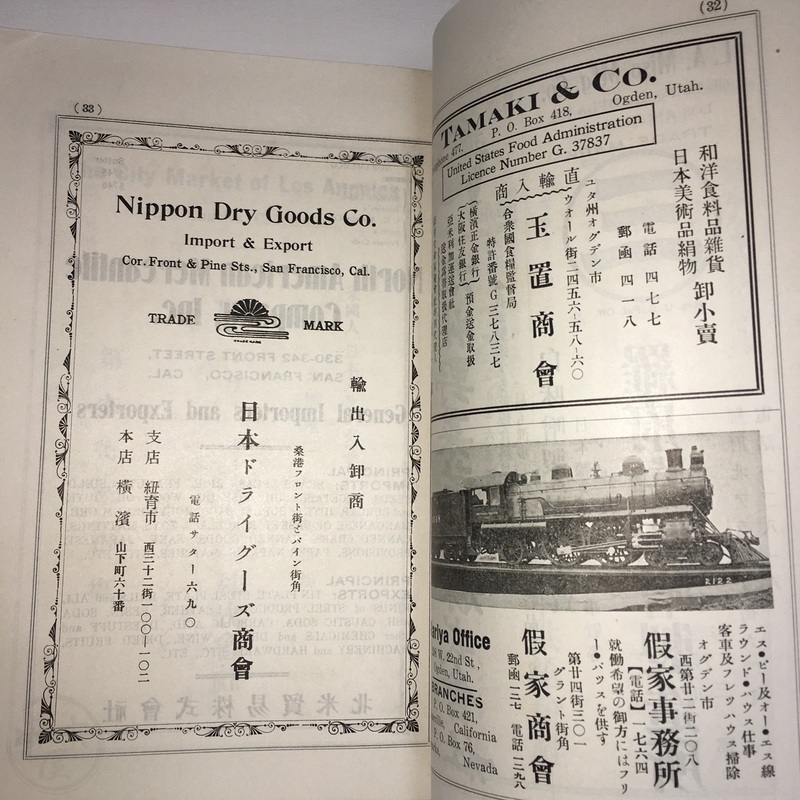 (33)
Nippon Dry Goods Co.
Import & Export
Cor. Front & Pine Sts., San Francisco, Cal.
TRADE MARK
TRADE MARK
輸出入卸商
桑港フロント街とパイン街角
日本ドライグーズ商會
電話サター六九〇
支店 紐育市 西三十二街一〇〇―一〇二
本店 横濱 山下町六十番
(32)
TAMAKI & CO.
P. O. Box 418, Ogden, Utah.
477.
United States Food Administration
Licence Number G. 37837
和洋食料品雜貨
日本美術品絹物 卸小賣
電話 四七七
郵函 四一八
ユタ州オグデン市
ウオール街二四五六―五八―六〇
直輸入商
玉置商會
合衆國食糧監督局
特許番號G三七八三七
横濱正金銀行
大阪住友銀行 預金送金取扱
2122
エス・ピー及オー・エス線
ラウンド・ハウス仕事
客車及フレツハウス掃除
オグデン市
西第廿二街二〇八
假家事務所
【電話】一七六四
就働希望の御方にはフリ
ー・バウスを供す
第廿四街三〇一
グラント街角
假家商會
郵函一三七 電話一二九八
Office
W. 22nd St.,
Ogden, Utah.
BRANCHES
P. O. Box 421,
California
P. O. Box 76,
Nevada